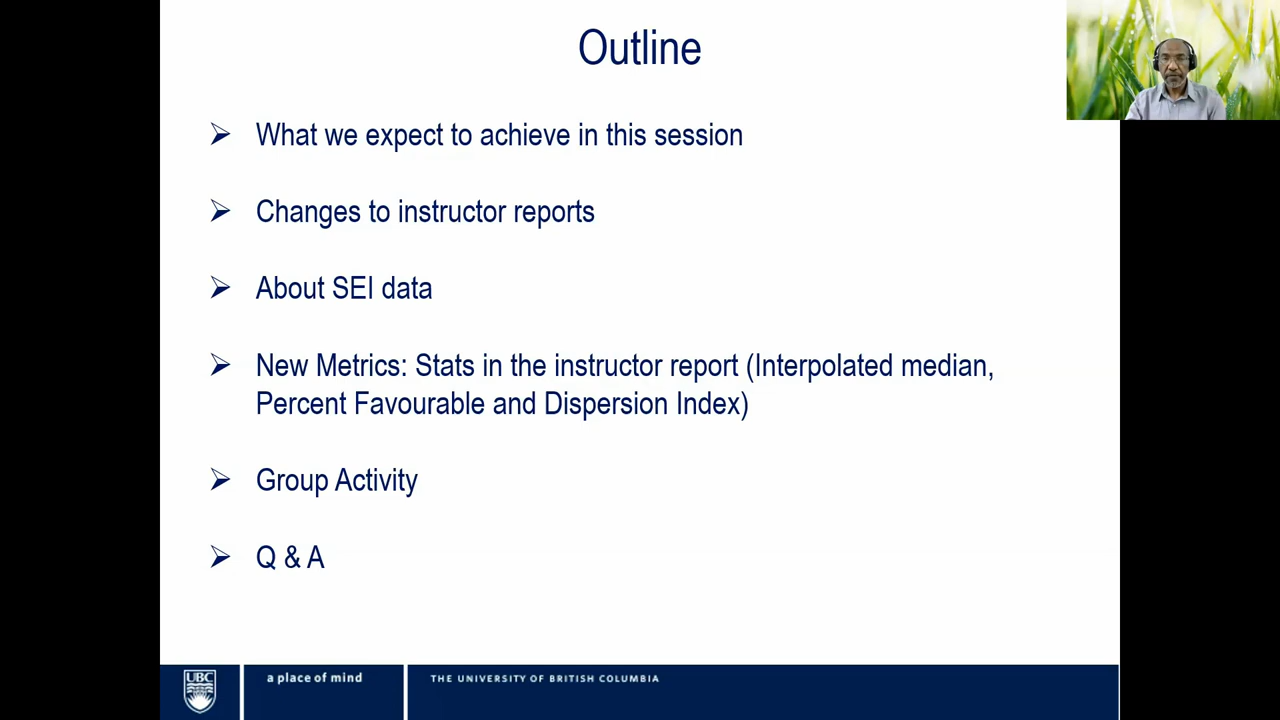 Outline
➢ What we expect to achieve in this session
➢ Changes to instructor reports
➢ About SEI data
➢ New Metrics: Stats in the instructor report (Interpolated median,
Percent Favourable and Dispersion Index)
➢ Group Activity
➢ Q & A
UBC
a place of mind
THE UNIVERSITY OF BRITISH COLUMBIA